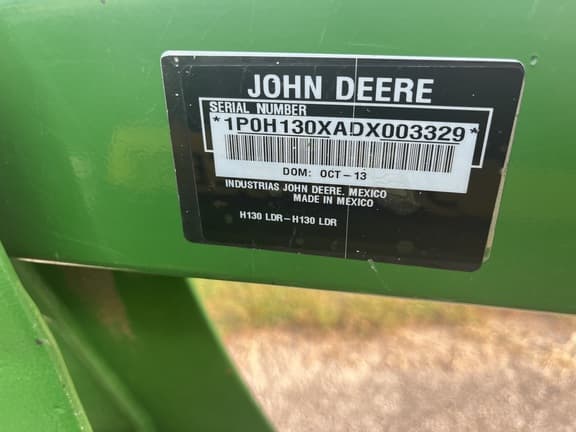 JOHN DEERE
SERIAL NUMBER
*1P0H130XADX003329*
DOM: OCT-13
INDUSTRIAS JOHN DEERE. MEXICO
MADE IN MEXICO
H130 LDR-H130 LDR